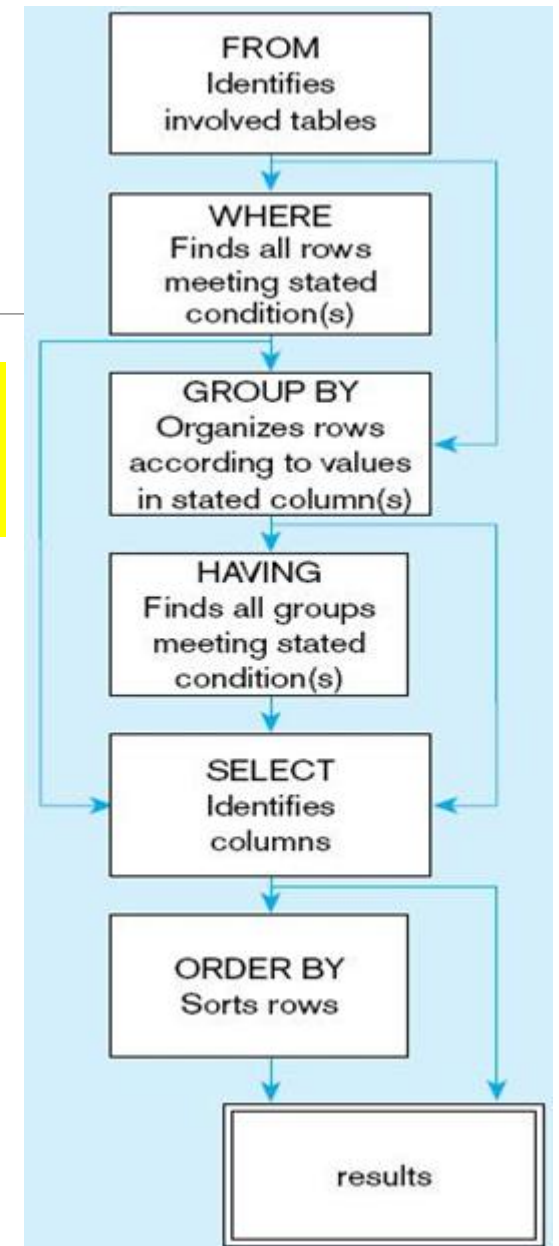 FROM
Identifies
involved tables
WHERE
Finds all rows
meeting stated
condition(s)
GROUP BY
Organizes rows
according to values
in stated column(s)
HAVING
Finds all groups
meeting stated
condition(s)
SELECT
Identifies
columns
ORDER BY
Sorts rows
results